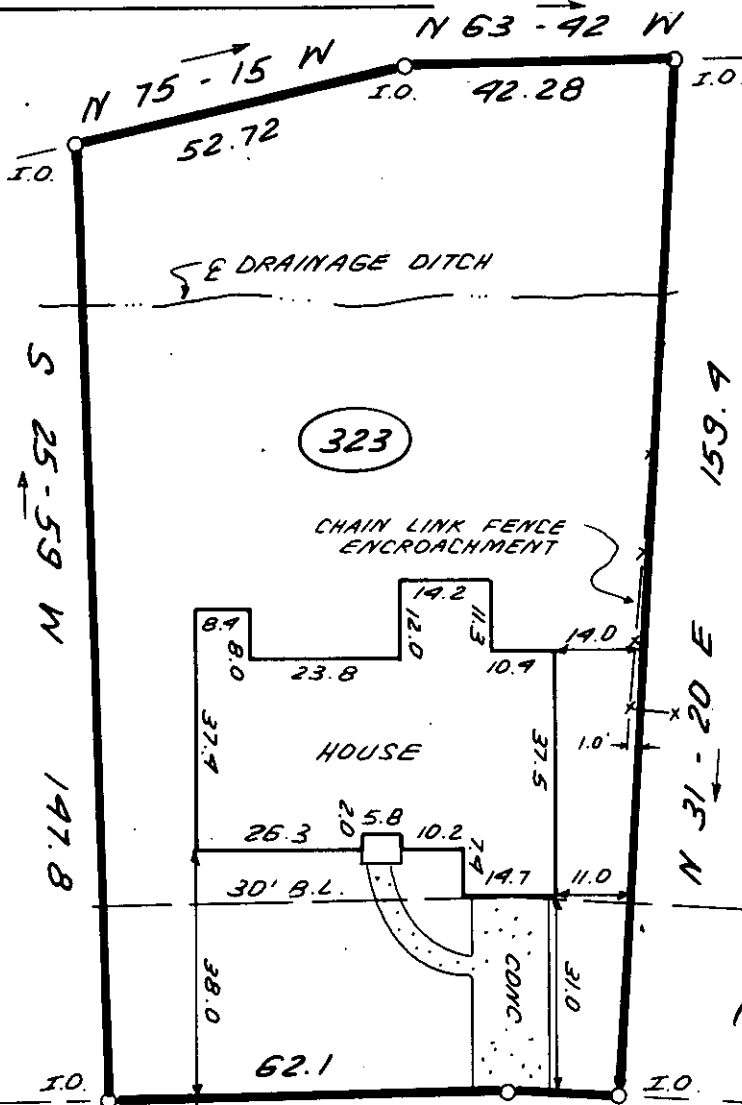 N 63-42 W
N 75-15 W
I.O.
42.28
I.O.
52.72
I.O.
℄ DRAINAGE DITCH
S 25-59 W
159.4
323
CHAIN LINK FENCE
ENCROACHMENT
14.2
8.4
8.0
12.0
11.3
14.0
23.8
10.4
N 31-20 E
37.4
HOUSE
37.5
1.0'
147.8
2.0
5.8
26.3
10.2
7.4
30' B.L.
14.7
11.0
38.0
CONC
31.0
62.1
I.O.
I.O.